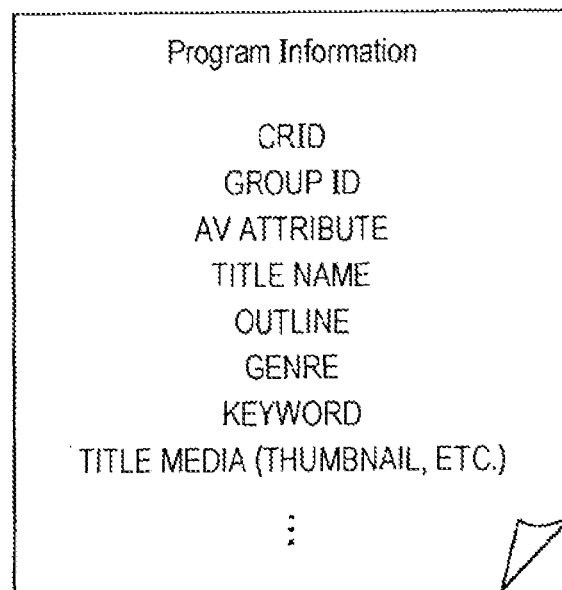 Program Information
CRID
GROUP ID
AV ATTRIBUTE
TITLE NAME
OUTLINE
GENRE
KEYWORD
TITLE MEDIA (THUMBNAIL, ETC.)
⋮